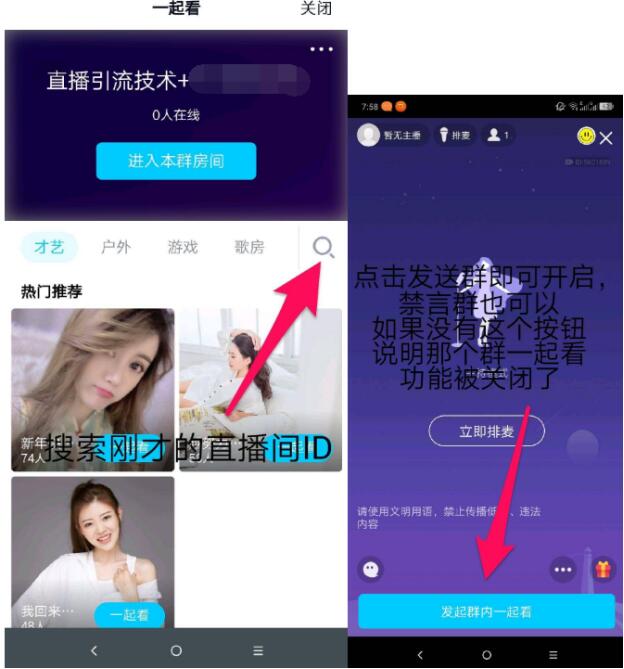 一起看
关闭
直播引流技术+
0人在线
进入本群房间
才艺
户外
游戏
歌房
热门推荐
新年
74人
搜索刚才的直播间ID
我回来…
48人
一起看
7:58
暂无主唛
排麦
1
点击发送群即可开启，
禁言群也可以
如果没有这个按钮
说明那个群一起看
功能被关闭了
立即排麦
请使用文明用语，禁止传播低
、违法
内容
发起群内一起看